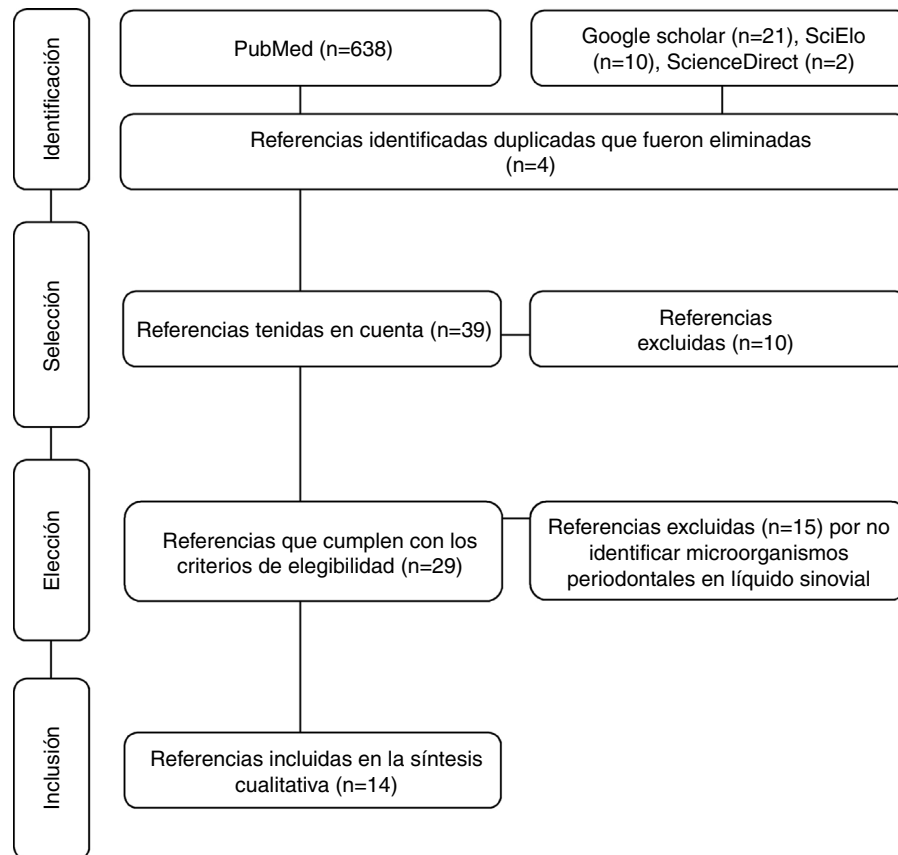 Identificación
PubMed (n=638)
Google scholar (n=21), SciElo
(n=10), ScienceDirect (n=2)
Referencias identificadas duplicadas que fueron eliminadas
(n=4)
Selección
Referencias tenidas en cuenta (n=39)
Referencias
excluidas (n=10)
Elección
Referencias que cumplen con los
criterios de elegibilidad (n=29)
Referencias excluidas (n=15) por no
identificar microorganismos
periodontales en líquido sinovial
Inclusión
Referencias incluidas en la síntesis
cualitativa (n=14)